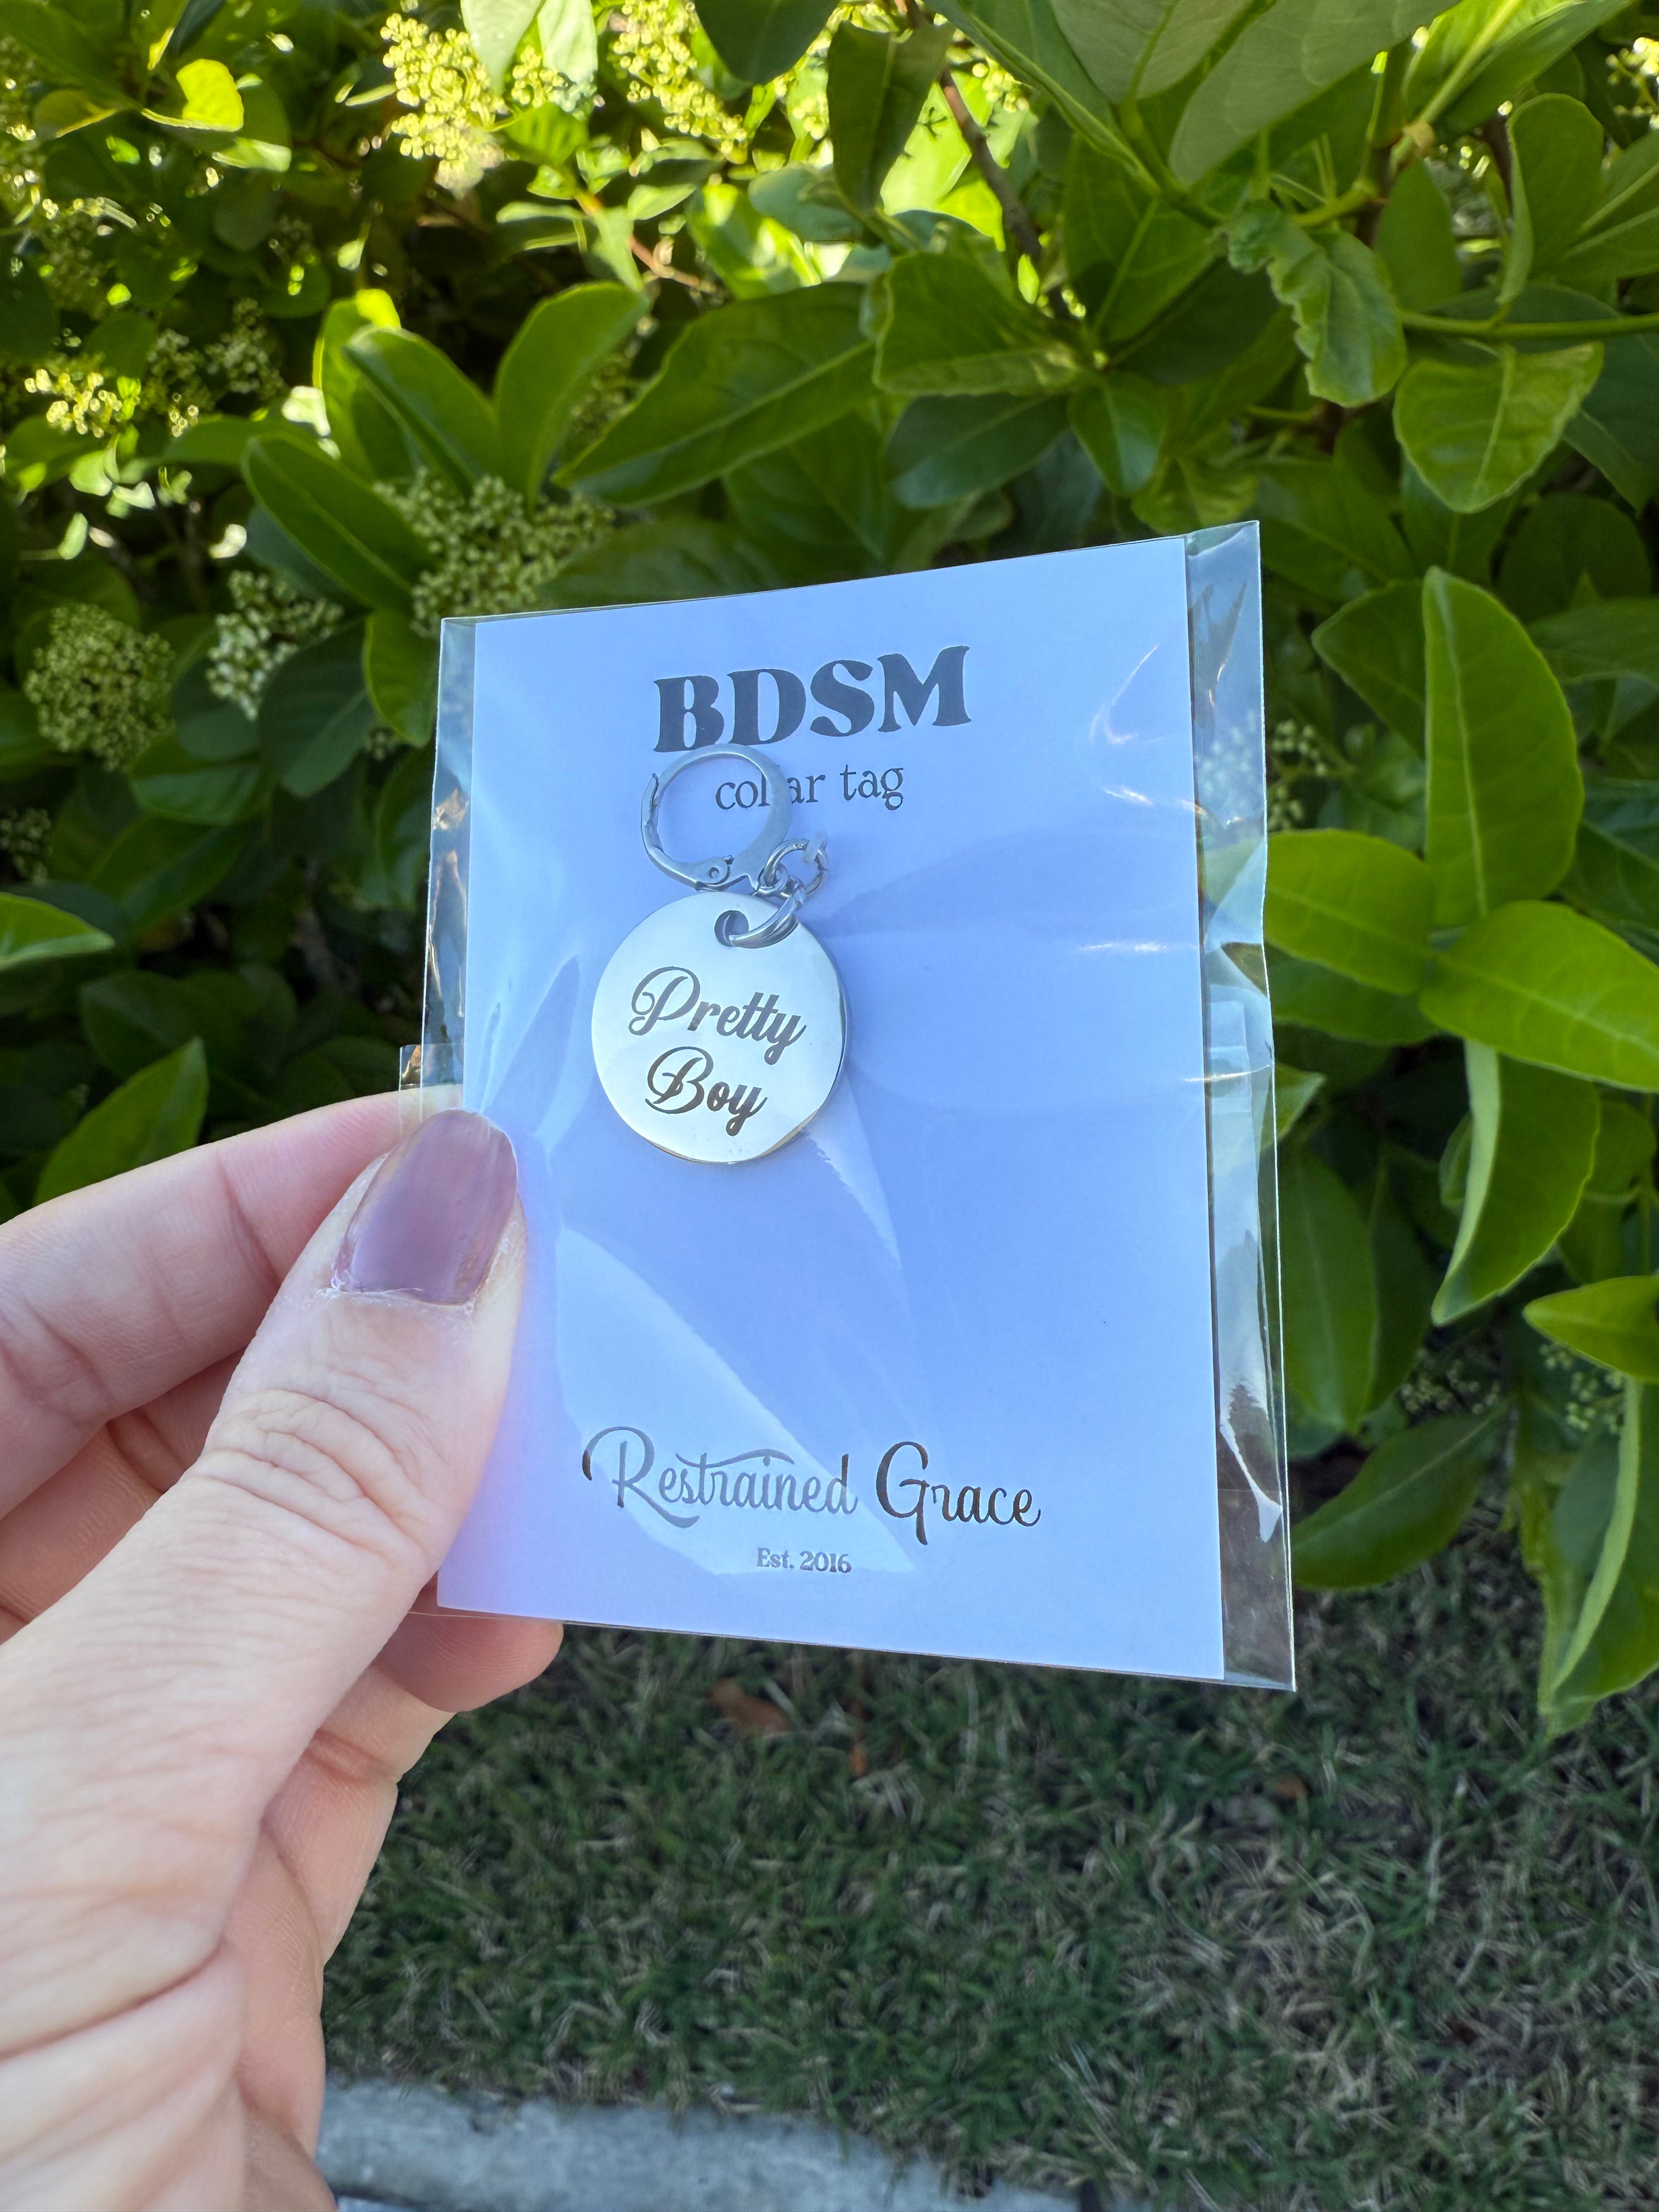 BDSM
collar tag
Pretty
Boy
Restrained Grace
Est. 2016